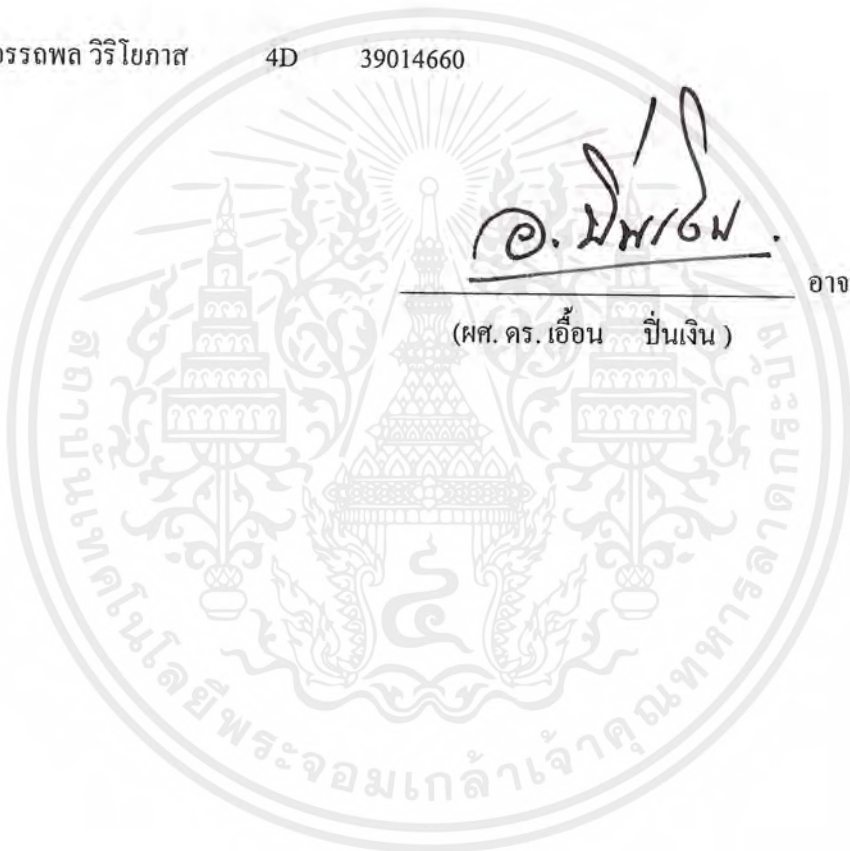 อรรถพล วิริโยภาส 4D 39014660
อ. ปิ่นเงิน.
อาจ
(ผศ. ดร. เอื้อน ปิ่นเงิน )
สถาบันเทคโนโลยีพระจอมเกล้าเจ้าคุณทหารลาดกระบัง